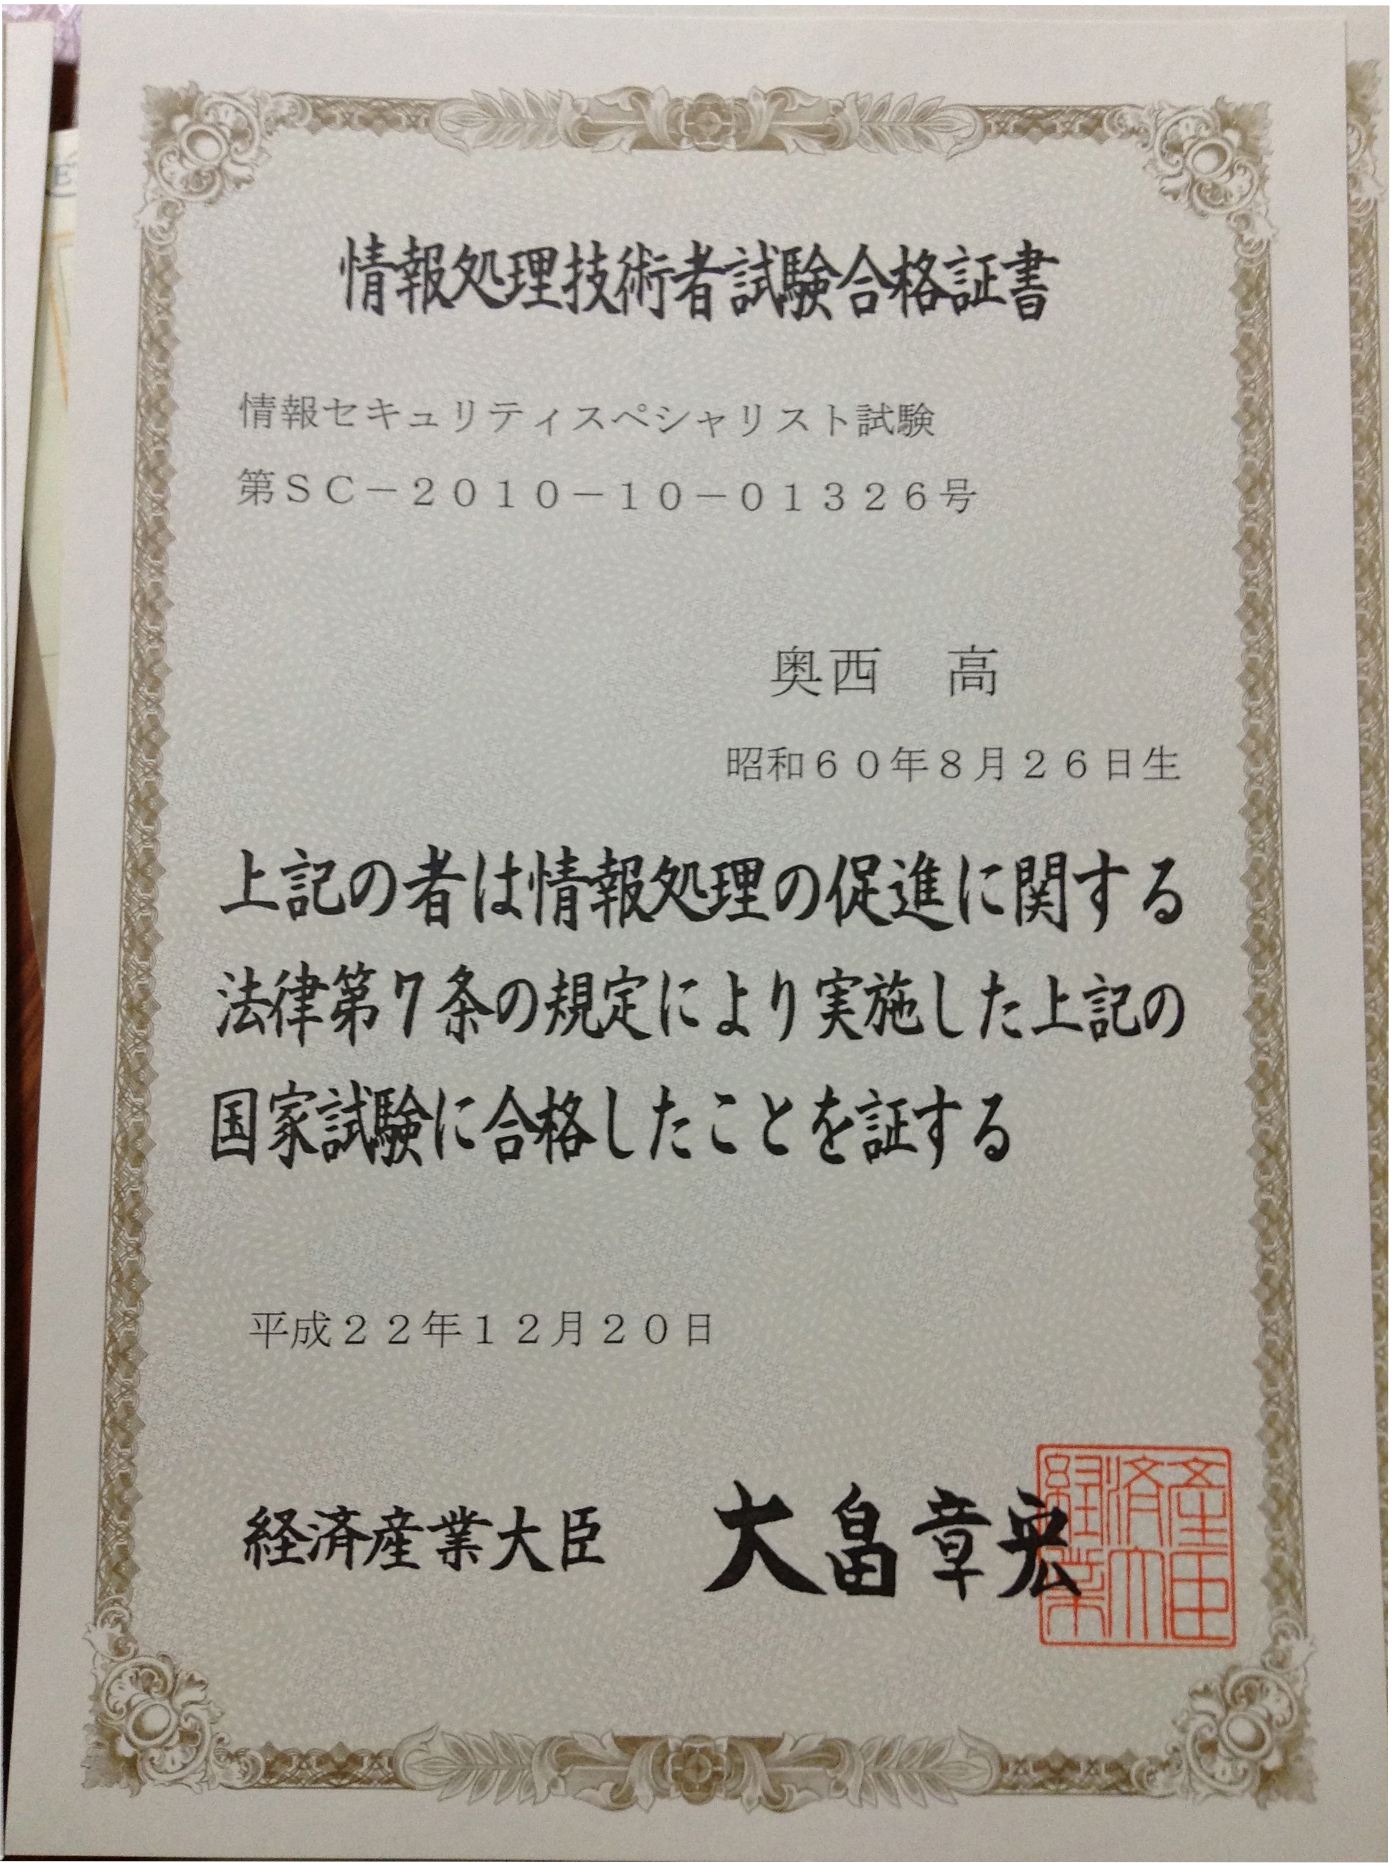 情報処理技術者試験合格証書
情報セキュリティスペシャリスト試験
第ＳＣ－２０１０－１０－０１３２６号
奥西　高
昭和６０年８月２６日生
上記の者は情報処理の促進に関する
法律第７条の規定により実施した上記の
国家試験に合格したことを証する
平成２２年１２月２０日
経済産業大臣　大畠章宏
経済産業大臣